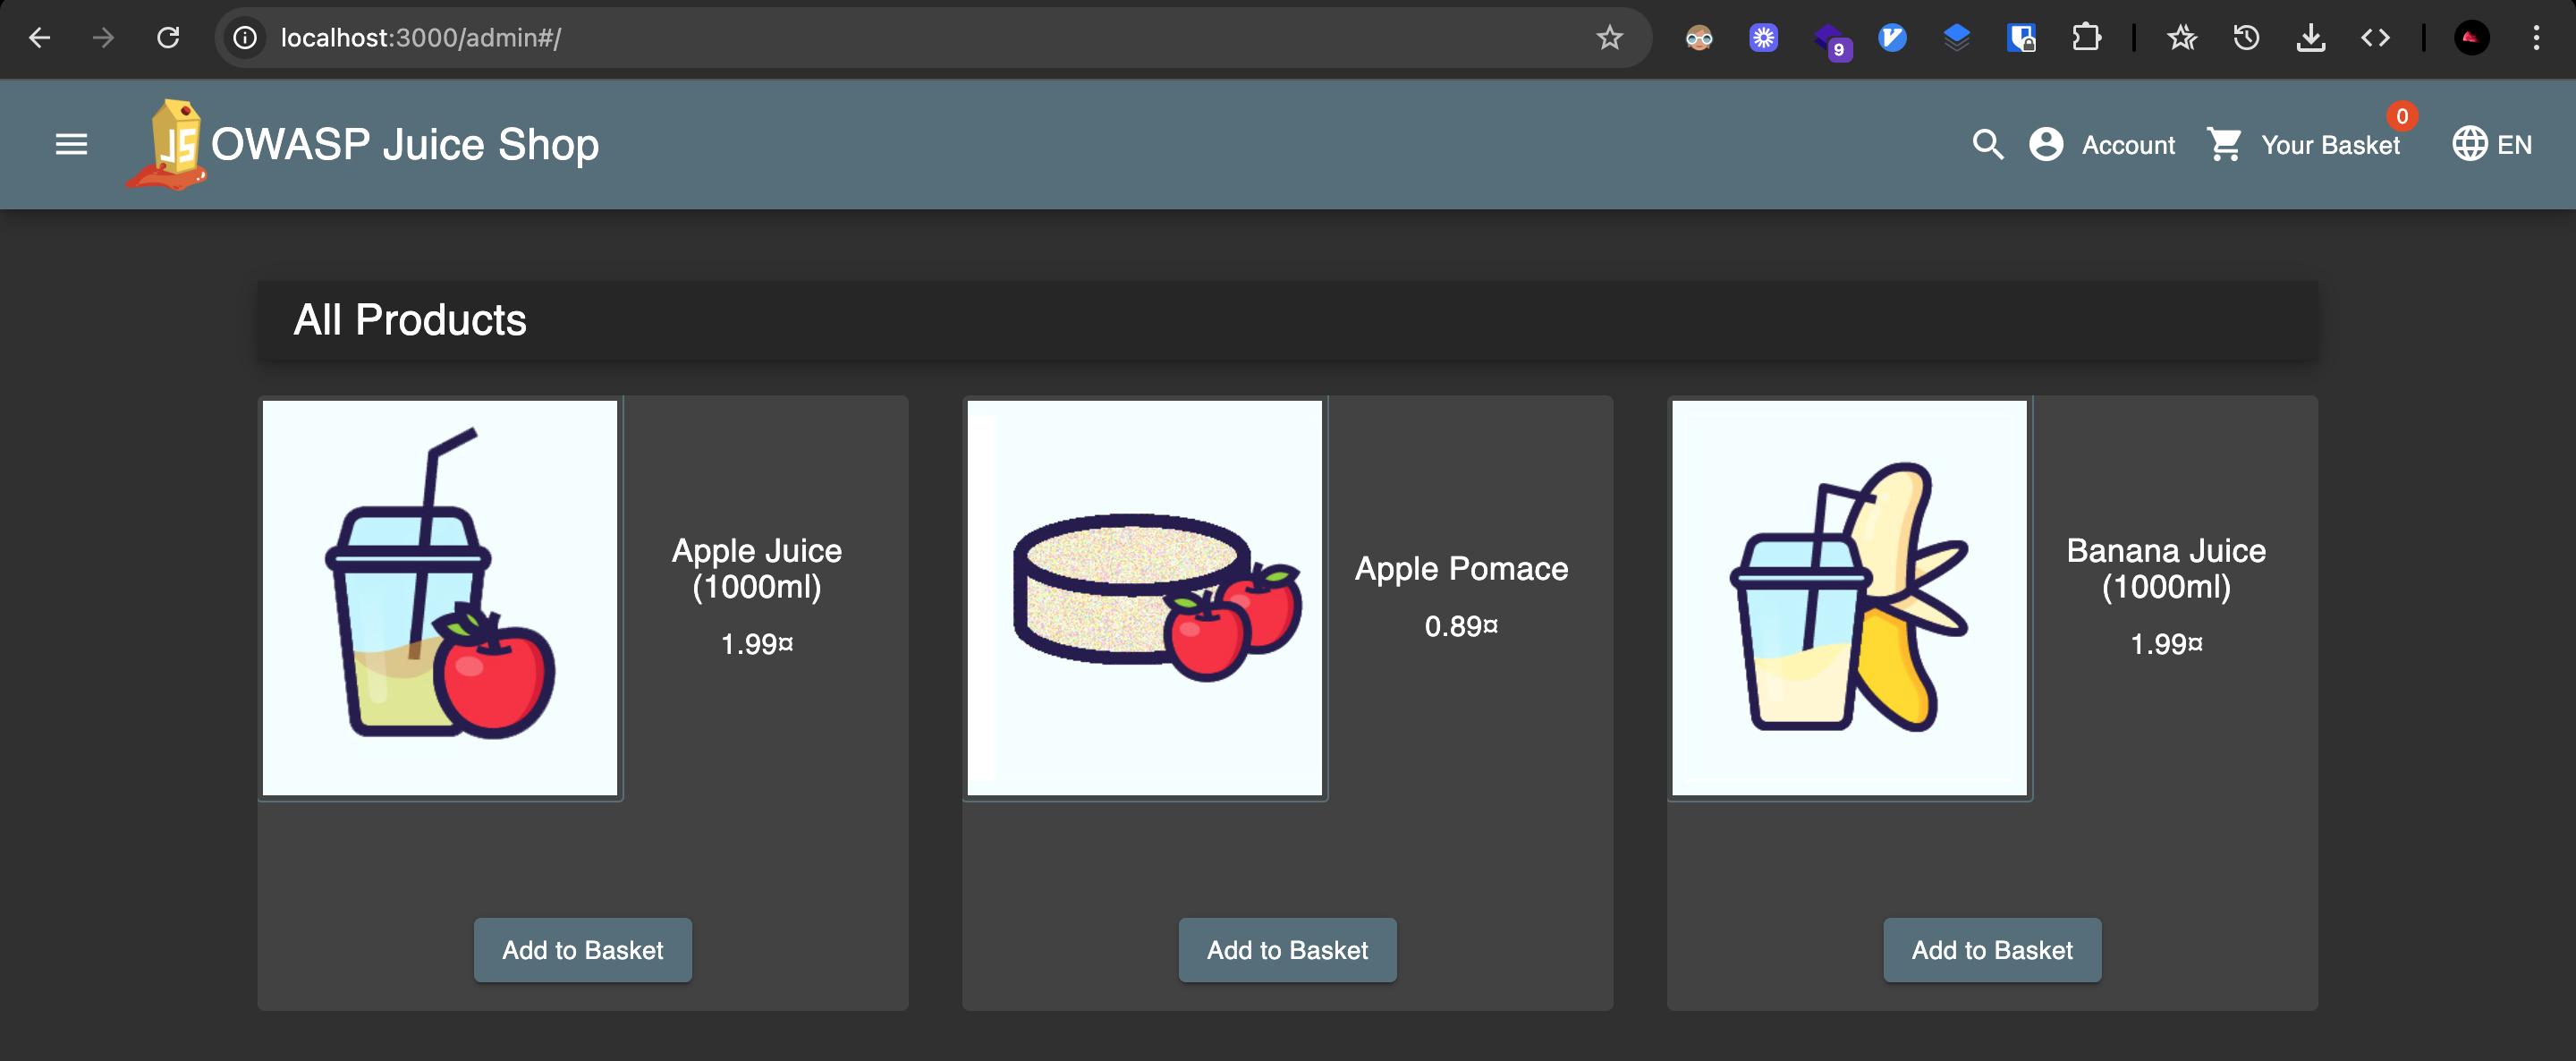 localhost:3000/admin#/
9
JS
OWASP Juice Shop
Account
Your Basket
0
EN
All Products
Apple Juice
(1000ml)
1.99¤
Add to Basket
Apple Pomace
0.89¤
Add to Basket
Banana Juice
(1000ml)
1.99¤
Add to Basket